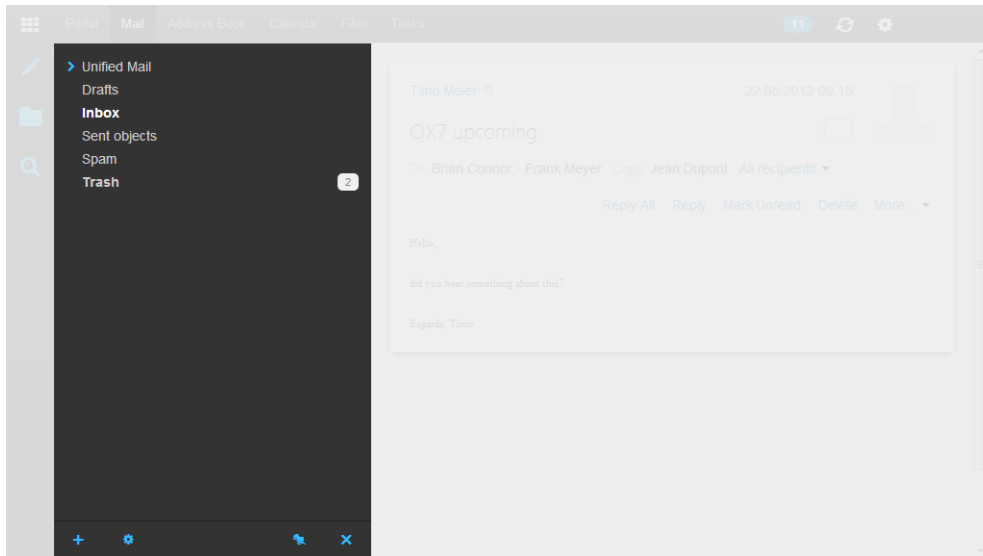 Portal Mail Address Book Calendar Files Tasks 11
Unified Mail
Drafts
Inbox
Sent objects
Spam
Trash 2
Timo Meier 22.05.2012 09:15
OX7 upcoming
To Brian Connor · Frank Meyer Copy Jean Dupont All recipients
Reply All Reply Mark Unread Delete More ...
Hello,
did you hear something about this?
Regards, Timo